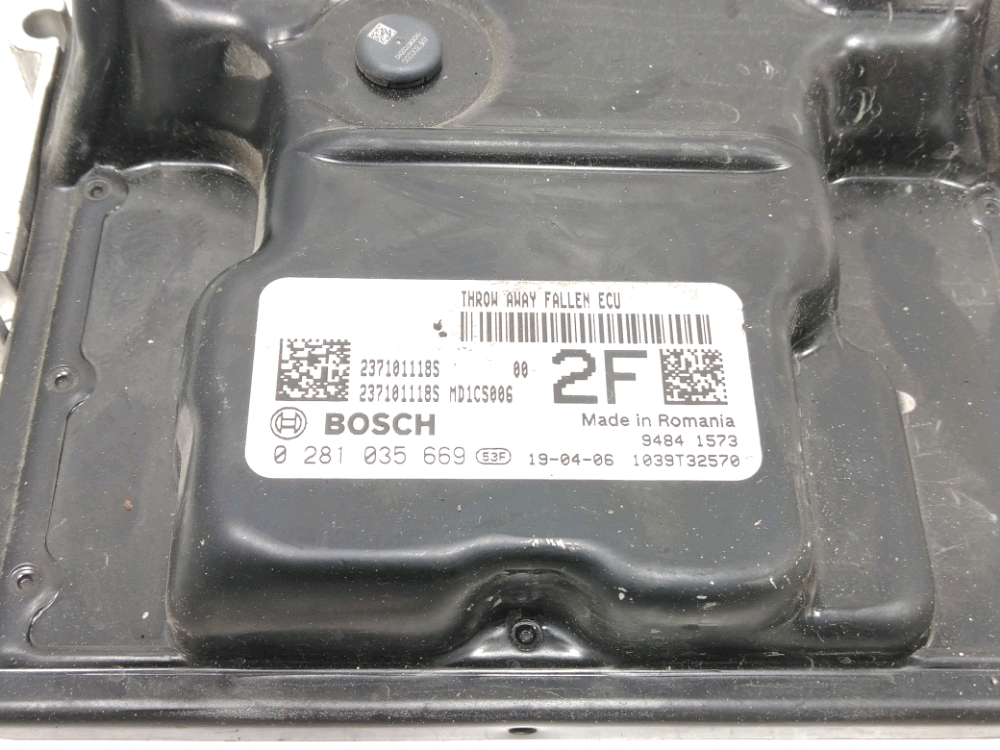 THROW AWAY FALLEN ECU
237101118S 00
237101118S MD1CS006
2F
BOSCH
Made in Romania
9484 1573
0 281 035 669 53F 19-04-06 1039T32570